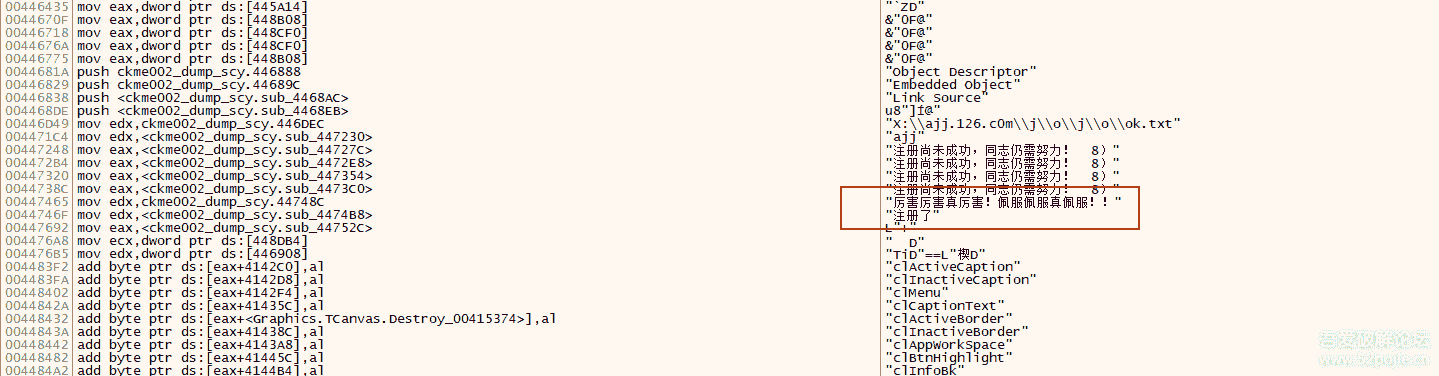 00446435 mov eax,dword ptr ds:[445A14] "`ZD"
0044670F mov eax,dword ptr ds:[448B08] &"OF@"
00446718 mov eax,dword ptr ds:[448CF0] &"OF@"
0044676A mov eax,dword ptr ds:[448CF0] &"OF@"
00446775 mov eax,dword ptr ds:[448B08] &"OF@"
0044681A push ckme002_dump_scy.446888 "Object Descriptor"
00446829 push ckme002_dump_scy.44689C "Embedded Object"
00446838 push <ckme002_dump_scy.sub_4468AC> "Link Source"
004468DE push <ckme002_dump_scy.sub_4468EB> u8"]f@"
00446D49 mov edx,ckme002_dump_scy.446DEC "X:\\ajj.126.c0m\\j\\o\\j\\o\\ok.txt"
004471C4 mov edx,<ckme002_dump_scy.sub_447230> "ajj"
00447248 mov eax,<ckme002_dump_scy.sub_44727C> "注册尚未成功，同志仍需努力！ 8）"
004472B4 mov eax,<ckme002_dump_scy.sub_4472E8> "注册尚未成功，同志仍需努力！ 8）"
00447320 mov eax,<ckme002_dump_scy.sub_447354> "注册尚未成功，同志仍需努力！ 8）"
0044738C mov eax,<ckme002_dump_scy.sub_4473C0> "注册尚未成功，同志仍需努力！ 8）"
00447465 mov edx,ckme002_dump_scy.44748C "厉害厉害真厉害！佩服佩服真佩服！！"
0044746F mov edx,<ckme002_dump_scy.sub_4474B8> "注册了"
00447692 mov eax,<ckme002_dump_scy.sub_44752C>
004476A8 mov ecx,dword ptr ds:[448DB4] " D"
004476B5 mov edx,dword ptr ds:[446908] "TiD"==L"楔D"
004483F2 add byte ptr ds:[eax+4142C0],al "clActiveCaption"
004483FA add byte ptr ds:[eax+4142D8],al "clInactiveCaption"
00448402 add byte ptr ds:[eax+4142F4],al "clMenu"
0044842A add byte ptr ds:[eax+41435C],al "clCaptionText"
00448432 add byte ptr ds:[eax+<Graphics.TCanvas.Destroy_00415374>],al "clActiveBorder"
0044843A add byte ptr ds:[eax+41438C],al "clInactiveBorder"
00448442 add byte ptr ds:[eax+4143A8],al "clAppWorkSpace"
00448482 add byte ptr ds:[eax+41445C],al "clBtnHighlight"
004484A2 add byte ptr ds:[eax+4144B4],al "clInfoBk"
吾爱破解论坛
www.52pojie.cn